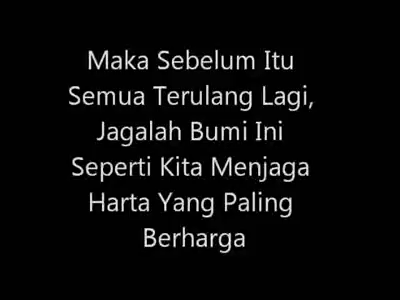 Maka Sebelum Itu
Semua Terulang Lagi,
Jagalah Bumi Ini
Seperti Kita Menjaga
Harta Yang Paling
Berharga